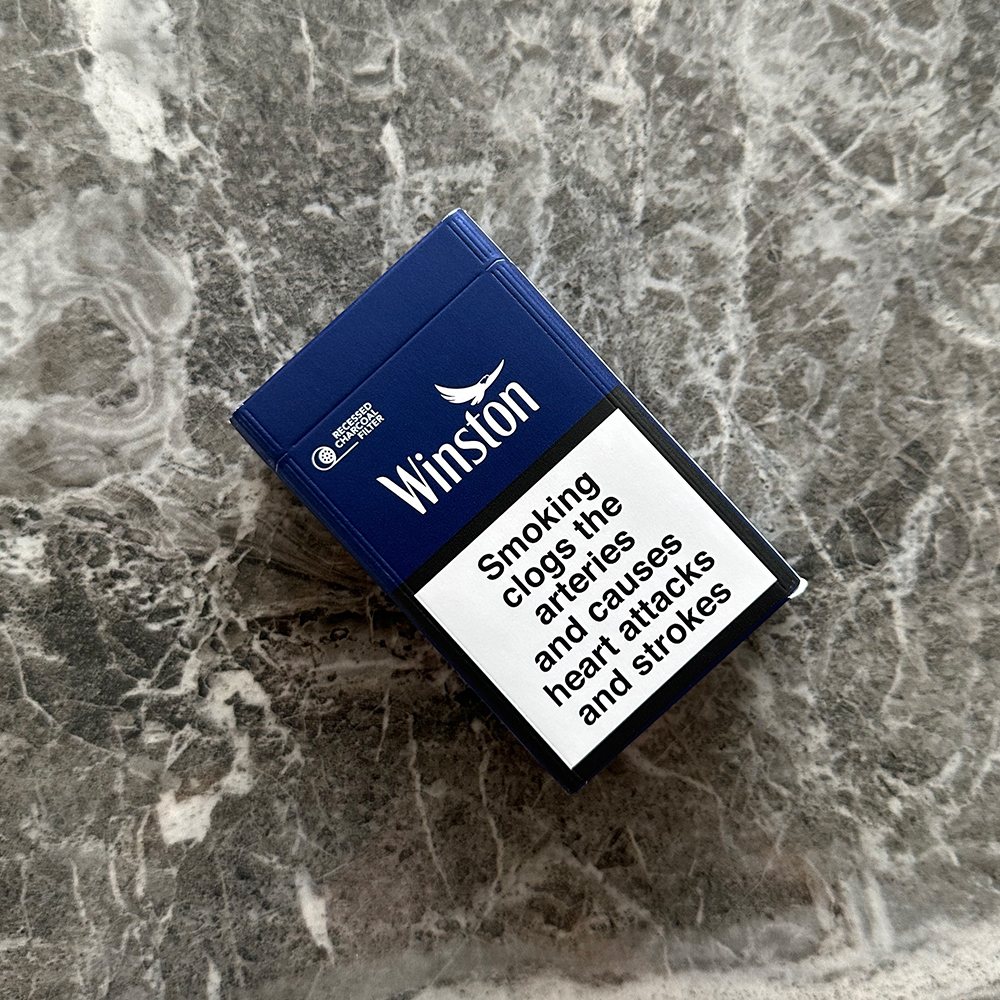 RECESSED
CHARCOAL
FILTER
Winston
Smoking
clogs the
arteries
and causes
heart attacks
and strokes